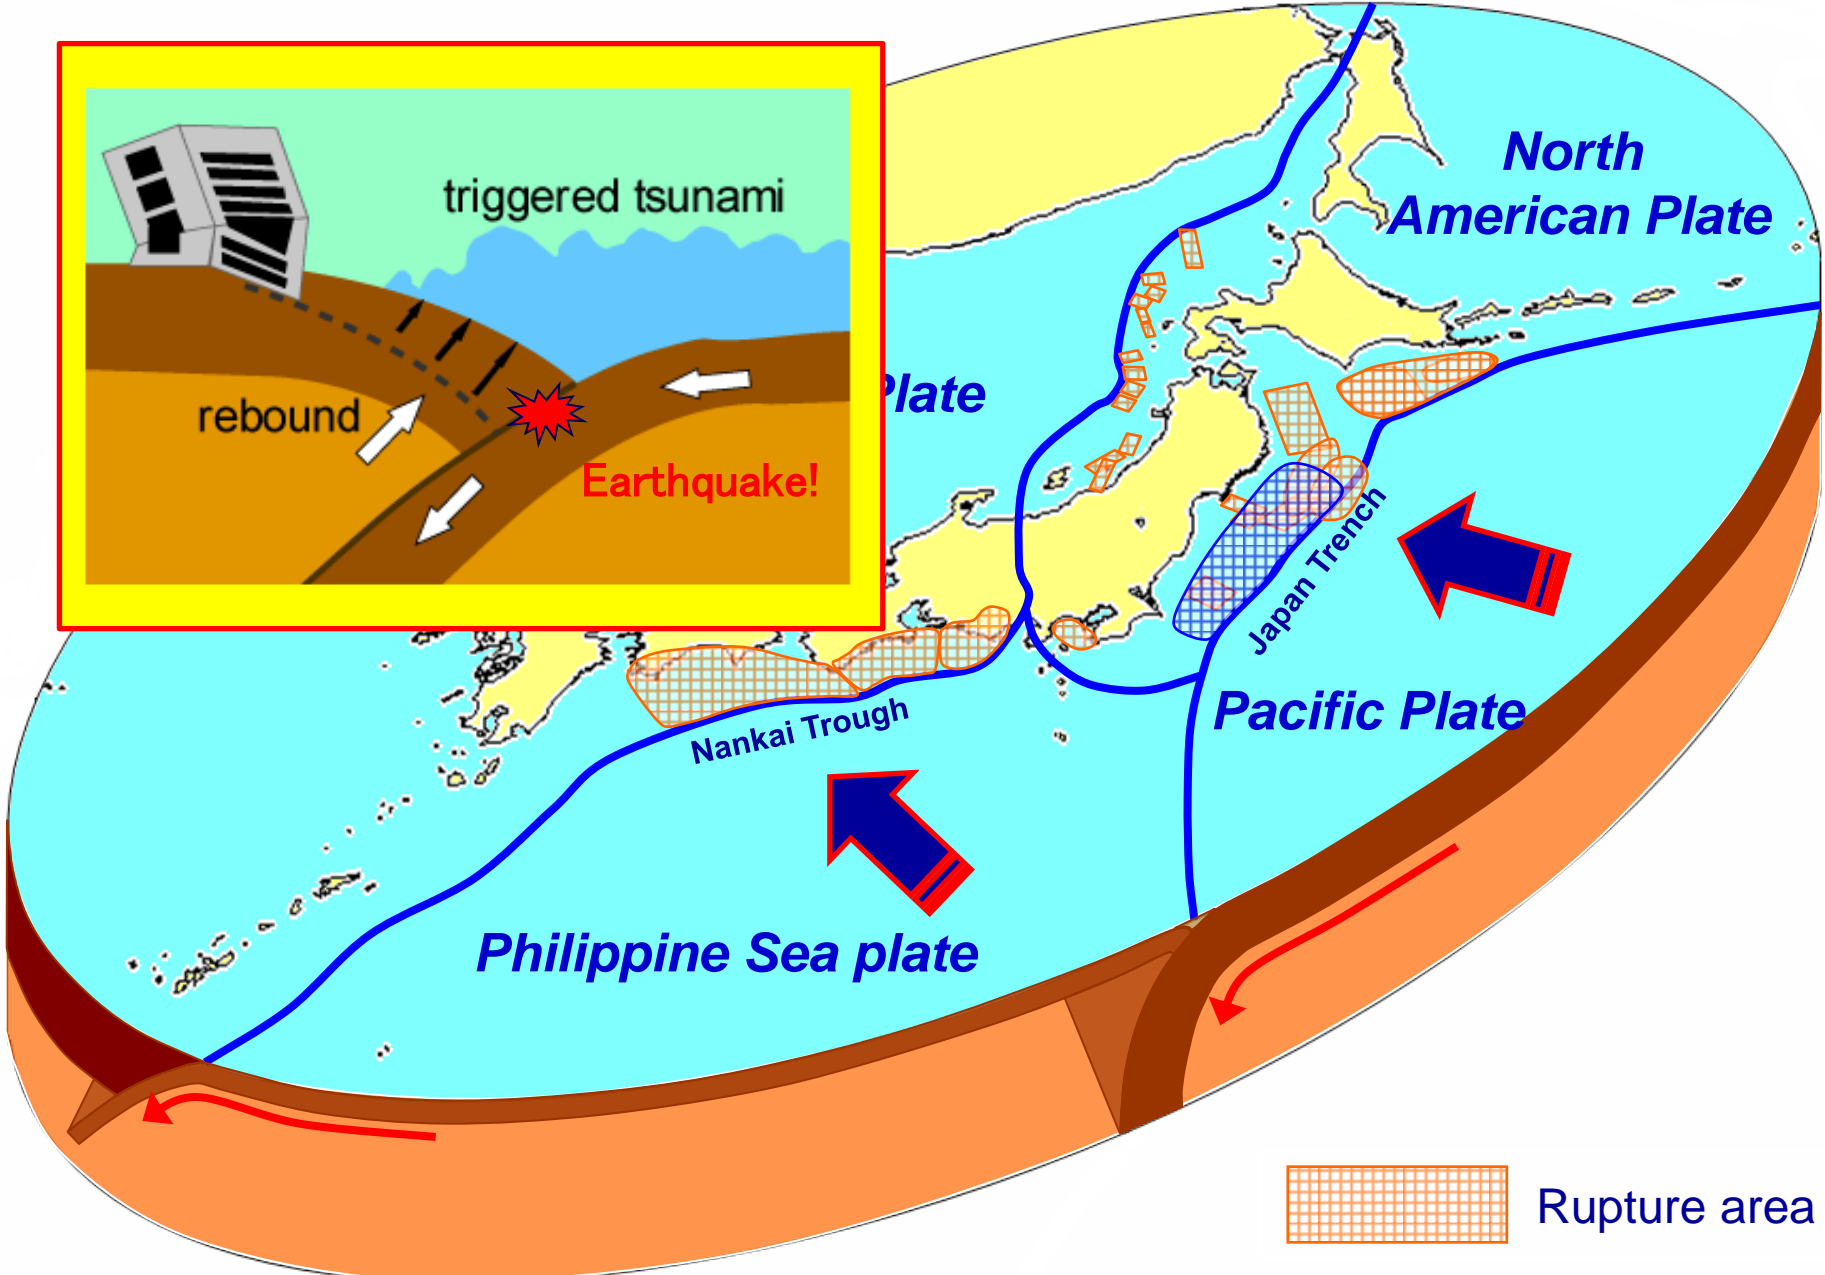 triggered tsunami
rebound
Earthquake!
North
American Plate
Plate
Japan Trench
Pacific Plate
Nankai Trough
Philippine Sea plate
Rupture area